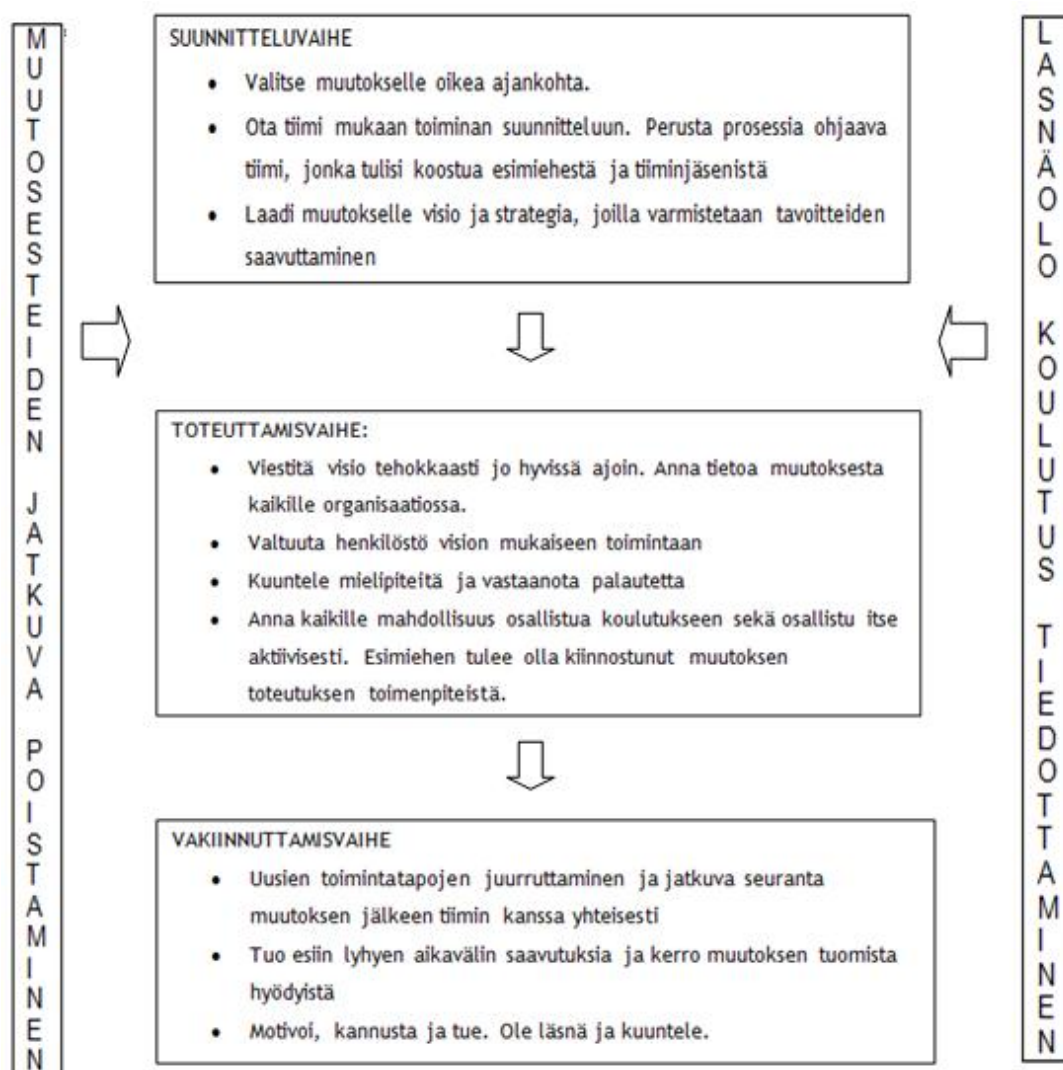 MUUTOSESTEIDEN JATKUVA POISTAMINEN
:
SUUNNITTELUVAIHE
• Valitse muutokselle oikea ajankohta.
• Ota tiimi mukaan toiminan suunnitteluun. Perusta prosessia ohjaava
tiimi, jonka tulisi koostua esimiehestä ja tiiminjäsenistä
• Laadi muutokselle visio ja strategia, joilla varmistetaan tavoitteiden
saavuttaminen
TOTEUTTAMISVAIHE:
• Viestitä visio tehokkaasti jo hyvissä ajoin. Anna tietoa muutoksesta
kaikille organisaatiossa.
• Valtuuta henkilöstö vision mukaiseen toimintaan
• Kuuntele mielipiteitä ja vastaanota palautetta
• Anna kaikille mahdollisuus osallistua koulutukseen sekä osallistu itse
aktiivisesti. Esimiehen tulee olla kiinnostunut muutoksen
toteutuksen toimenpiteistä.
VAKIINNUTTAMISVAIHE
• Uusien toimintatapojen juurruttaminen ja jatkuva seuranta
muutoksen jälkeen tiimin kanssa yhteisesti
• Tuo esiin lyhyen aikavälin saavutuksia ja kerro muutoksen tuomista
hyödyistä
• Motivoi, kannusta ja tue. Ole läsnä ja kuuntele.
LASNÄOLO KOULUTUS TIEDOTTAMINEN